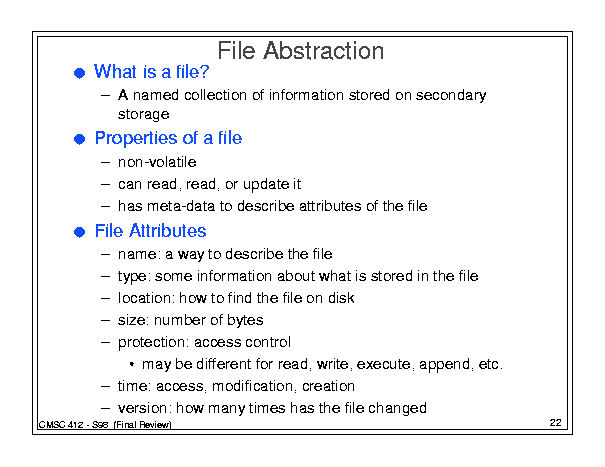 File Abstraction
● What is a file?
– A named collection of information stored on secondary
storage
● Properties of a file
– non-volatile
– can read, read, or update it
– has meta-data to describe attributes of the file
● File Attributes
– name: a way to describe the file
– type: some information about what is stored in the file
– location: how to find the file on disk
– size: number of bytes
– protection: access control
• may be different for read, write, execute, append, etc.
– time: access, modification, creation
– version: how many times has the file changed
CMSC 412 - S98 (Final Review)
22